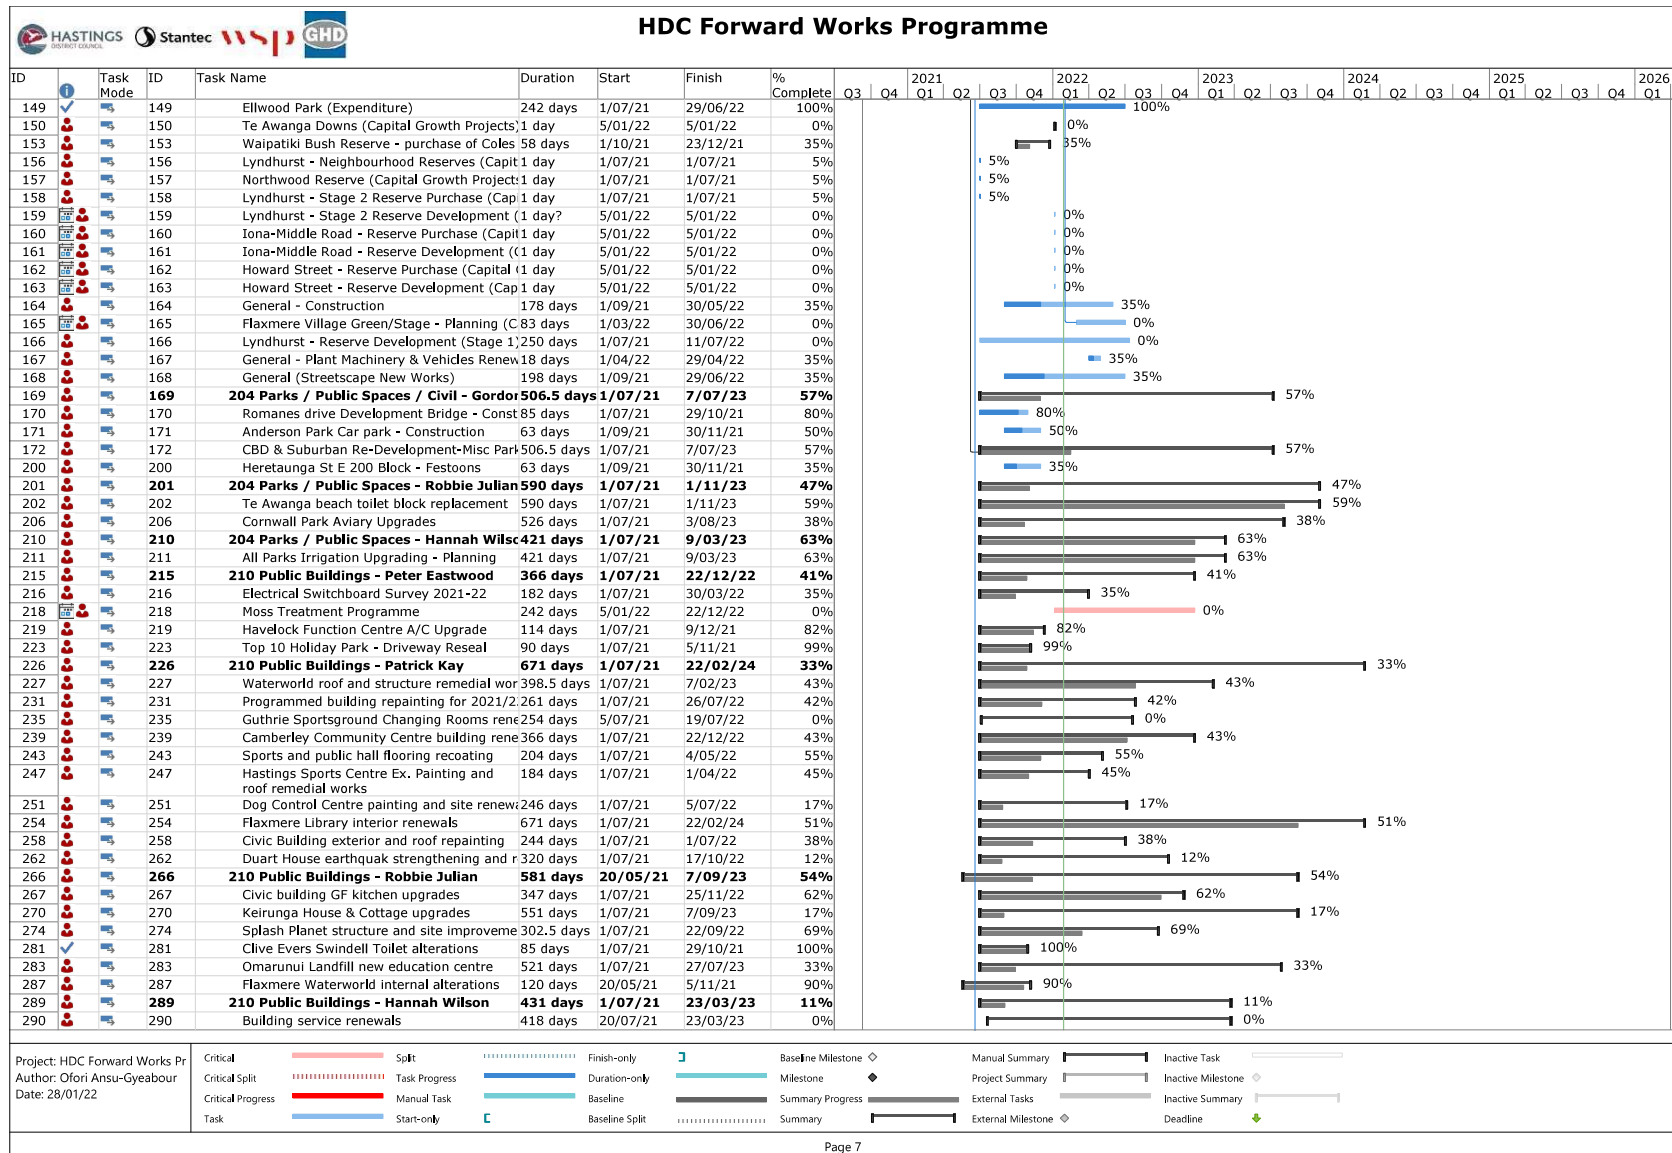 HASTINGS
DISTRICT COUNCIL
Stantec
wsp
GHD
HDC Forward Works Programme
ID Task Mode ID Task Name Duration Start Finish % Complete
2021 2022 2023 2024 2025 2026
Q3 Q4 Q1 Q2 Q3 Q4 Q1 Q2 Q3 Q4 Q1 Q2 Q3 Q4 Q1 Q2 Q3 Q4 Q1 Q2 Q3 Q4 Q1
149 149 Ellwood Park (Expenditure) 242 days 1/07/21 29/06/22 100% 100%
150 150 Te Awanga Downs (Capital Growth Projects) 1 day 5/01/22 5/01/22 0% 0%
153 153 Waipatiki Bush Reserve - purchase of Coles 58 days 1/10/21 23/12/21 35% 35%
156 156 Lyndhurst - Neighbourhood Reserves (Capit 1 day 1/07/21 1/07/21 5% 5%
157 157 Northwood Reserve (Capital Growth Projects 1 day 1/07/21 1/07/21 5% 5%
158 158 Lyndhurst - Stage 2 Reserve Purchase (Cap 1 day 1/07/21 1/07/21 5% 5%
159 159 Lyndhurst - Stage 2 Reserve Development ( 1 day? 5/01/22 5/01/22 0% 0%
160 160 Iona-Middle Road - Reserve Purchase (Capit 1 day 5/01/22 5/01/22 0% 0%
161 161 Iona-Middle Road - Reserve Development (C 1 day 5/01/22 5/01/22 0% 0%
162 162 Howard Street - Reserve Purchase (Capital 1 day 5/01/22 5/01/22 0% 0%
163 163 Howard Street - Reserve Development (Cap 1 day 5/01/22 5/01/22 0% 0%
164 164 General - Construction 178 days 1/09/21 30/05/22 35% 35%
165 165 Flaxmere Village Green/Stage - Planning (C 83 days 1/03/22 30/06/22 0% 0%
166 166 Lyndhurst - Reserve Development (Stage 1) 250 days 1/07/21 11/07/22 0% 0%
167 167 General - Plant Machinery & Vehicles Renew 18 days 1/04/22 29/04/22 35% 35%
168 168 General (Streetscape New Works) 198 days 1/09/21 29/06/22 35% 35%
169 169 204 Parks / Public Spaces / Civil - Gordor 506.5 days 1/07/21 7/07/23 57% 57%
170 170 Romanes drive Development Bridge - Const 85 days 1/07/21 29/10/21 80% 80%
171 171 Anderson Park Car park - Construction 63 days 1/09/21 30/11/21 50% 50%
172 172 CBD & Suburban Re-Development-Misc Park 506.5 days 1/07/21 7/07/23 57% 57%
200 200 Heretaunga St E 200 Block - Festoons 63 days 1/09/21 30/11/21 35% 35%
201 201 204 Parks / Public Spaces - Robbie Julian 590 days 1/07/21 1/11/23 47% 47%
202 202 Te Awanga beach toilet block replacement 590 days 1/07/21 1/11/23 59% 59%
206 206 Cornwall Park Aviary Upgrades 526 days 1/07/21 3/08/23 38% 38%
210 210 204 Parks / Public Spaces - Hannah Wilsc 421 days 1/07/21 9/03/23 63% 63%
211 211 All Parks Irrigation Upgrading - Planning 421 days 1/07/21 9/03/23 63% 63%
215 215 210 Public Buildings - Peter Eastwood 366 days 1/07/21 22/12/22 41% 41%
216 216 Electrical Switchboard Survey 2021-22 182 days 1/07/21 30/03/22 35% 35%
218 218 Moss Treatment Programme 242 days 5/01/22 22/12/22 0% 0%
219 219 Havelock Function Centre A/C Upgrade 114 days 1/07/21 9/12/21 82% 82%
223 223 Top 10 Holiday Park - Driveway Reseal 90 days 1/07/21 5/11/21 99% 99%
226 226 210 Public Buildings - Patrick Kay 671 days 1/07/21 22/02/24 33% 33%
227 227 Waterworld roof and structure remedial wor 398.5 days 1/07/21 7/02/23 43% 43%
231 231 Programmed building repainting for 2021/2 261 days 1/07/21 26/07/22 42% 42%
235 235 Guthrie Sportsground Changing Rooms rene 254 days 5/07/21 19/07/22 0% 0%
239 239 Camberley Community Centre building rene 366 days 1/07/21 22/12/22 43% 43%
243 243 Sports and public hall flooring recoating 204 days 1/07/21 4/05/22 55% 55%
247 247 Hastings Sports Centre Ex. Painting and 184 days 1/07/21 1/04/22 45% 45%
roof remedial works
251 251 Dog Control Centre painting and site renewa 246 days 1/07/21 5/07/22 17% 17%
254 254 Flaxmere Library interior renewals 671 days 1/07/21 22/02/24 51% 51%
258 258 Civic Building exterior and roof repainting 244 days 1/07/21 1/07/22 38% 38%
262 262 Duart House earthquak strengthening and r 320 days 1/07/21 17/10/22 12% 12%
266 266 210 Public Buildings - Robbie Julian 581 days 20/05/21 7/09/23 54% 54%
267 267 Civic building GF kitchen upgrades 347 days 1/07/21 25/11/22 62% 62%
270 270 Keirunga House & Cottage upgrades 551 days 1/07/21 7/09/23 17% 17%
274 274 Splash Planet structure and site improveme 302.5 days 1/07/21 22/09/22 69% 69%
281 281 Clive Evers Swindell Toilet alterations 85 days 1/07/21 29/10/21 100% 100%
283 283 Omarunui Landfill new education centre 521 days 1/07/21 27/07/23 33% 33%
287 287 Flaxmere Waterworld internal alterations 120 days 20/05/21 5/11/21 90% 90%
289 289 210 Public Buildings - Hannah Wilson 431 days 1/07/21 23/03/23 11% 11%
290 290 Building service renewals 418 days 20/07/21 23/03/23 0% 0%
Project: HDC Forward Works Pr
Author: Ofori Ansu-Gyeabour
Date: 28/01/22
Critical Split Finish-only Baseline Milestone Manual Summary Inactive Task
Critical Split Task Progress Duration-only Milestone Project Summary Inactive Milestone
Critical Progress Manual Task Baseline Summary Progress External Tasks Inactive Summary
Task Start-only Baseline Split Summary External Milestone Deadline
Page 7